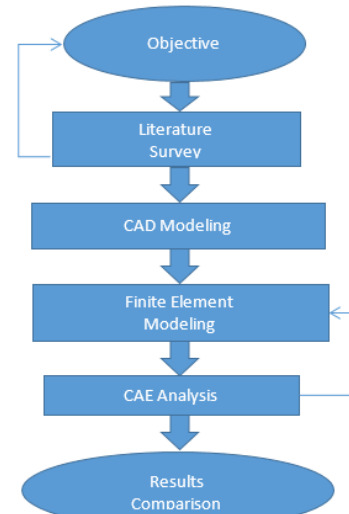 Objective
Literature
Survey
CAD Modeling
Finite Element
Modeling
CAE Analysis
Results
Comparison